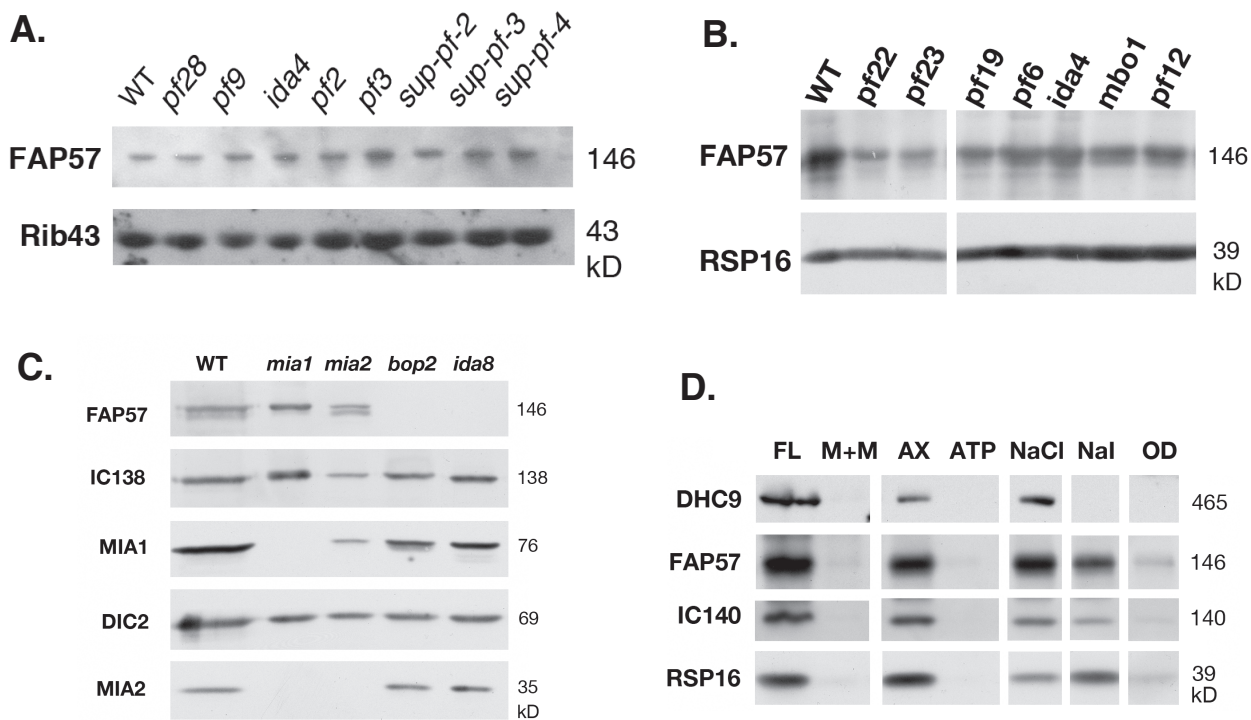 A.
WT pf28 pf9 ida4 pf2 pf3 sup-pf-2 sup-pf-3 sup-pf-4
FAP57 146
Rib43 43
kD
B.
WT pf22 pf23 pf19 pf6 ida4 mbo1 pf12
FAP57 146
RSP16 39
kD
C.
WT mia1 mia2 bop2 ida8
FAP57 146
IC138 138
MIA1 76
DIC2 69
MIA2 35
kD
D.
FL M+M AX ATP NaCl NaI OD
DHC9 465
FAP57 146
IC140 140
RSP16 39
kD